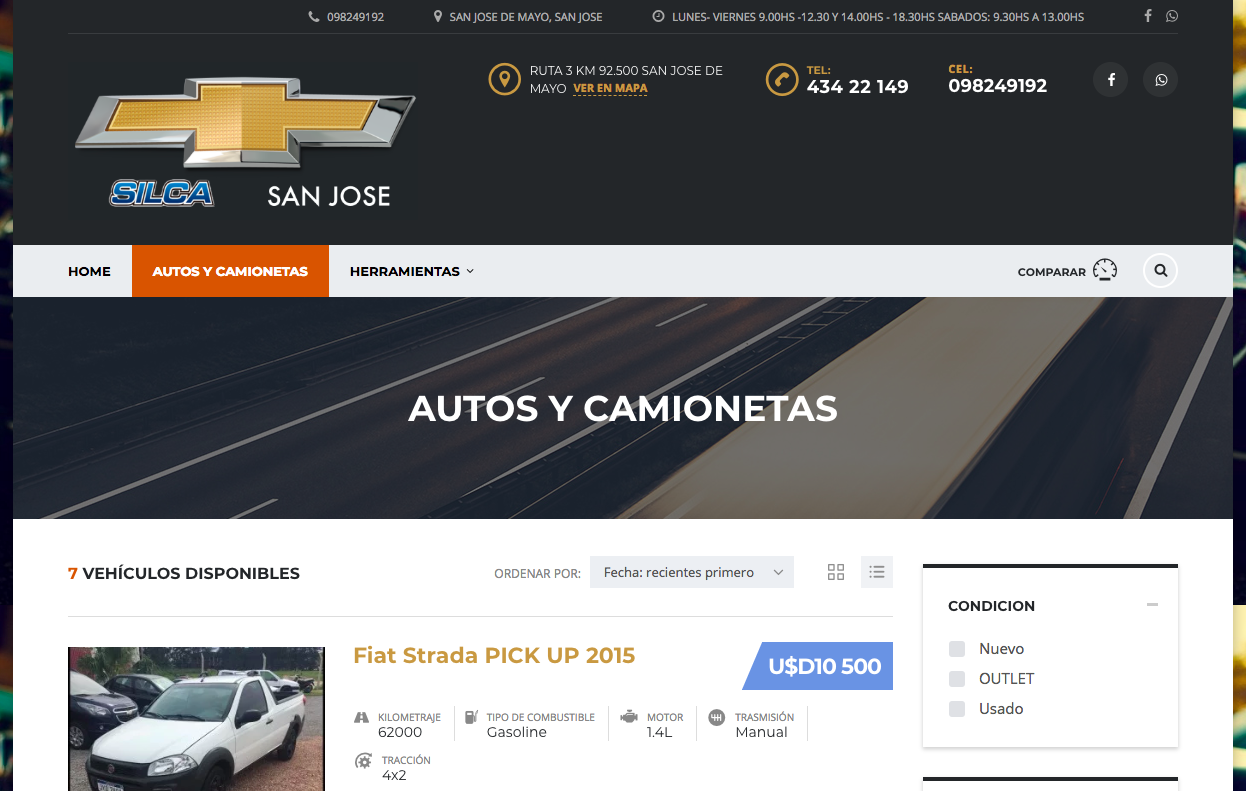 098249192
SAN JOSE DE MAYO, SAN JOSE
LUNES- VIERNES 9.00HS -12.30 Y 14.00HS - 18.30HS SABADOS: 9.30HS A 13.00HS
RUTA 3 KM 92.500 SAN JOSE DE
MAYO VER EN MAPA
TEL:
434 22 149
CEL:
098249192
SILCA SAN JOSE
HOME
AUTOS Y CAMIONETAS
HERRAMIENTAS
COMPARAR
AUTOS Y CAMIONETAS
7 VEHÍCULOS DISPONIBLES
ORDENAR POR:
Fecha: recientes primero
Fiat Strada PICK UP 2015
U$D10 500
KILOMETRAJE
62000
TIPO DE COMBUSTIBLE
Gasoline
MOTOR
1.4L
TRASMISIÓN
Manual
TRACCIÓN
4x2
CONDICION
Nuevo
OUTLET
Usado